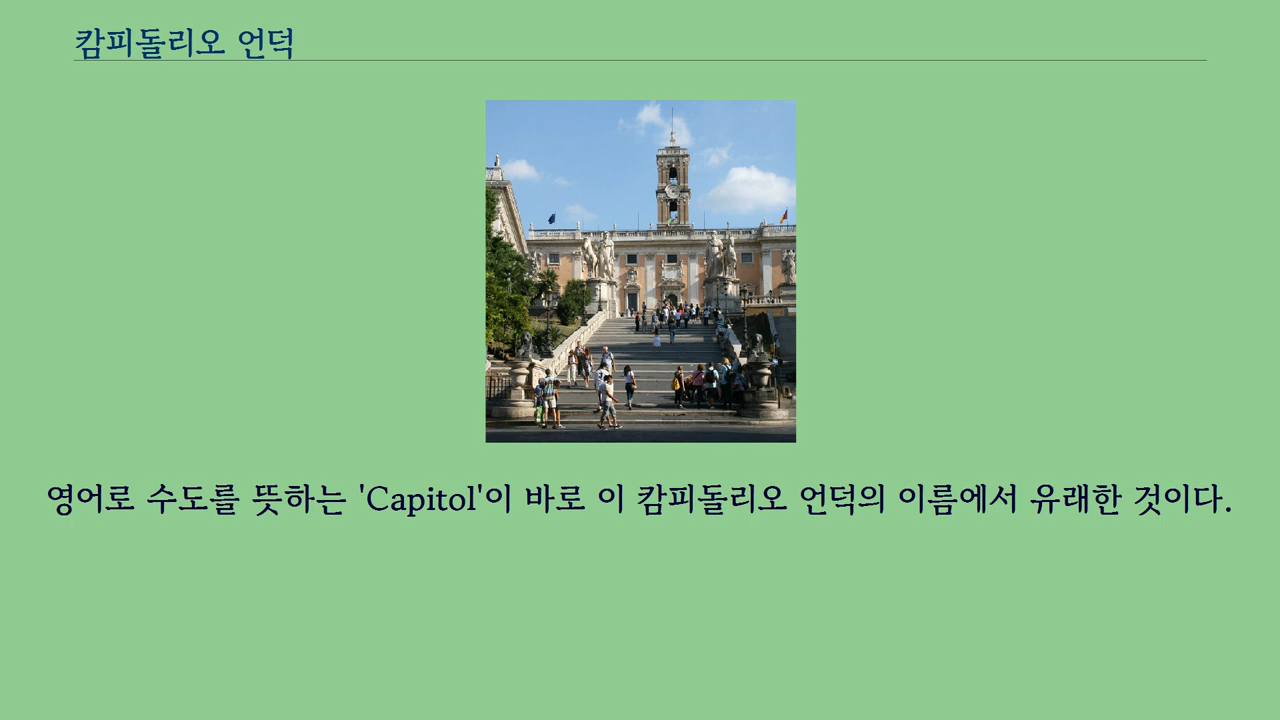 캄피돌리오 언덕
영어로 수도를 뜻하는 'Capitol'이 바로 이 캄피돌리오 언덕의 이름에서 유래한 것이다.